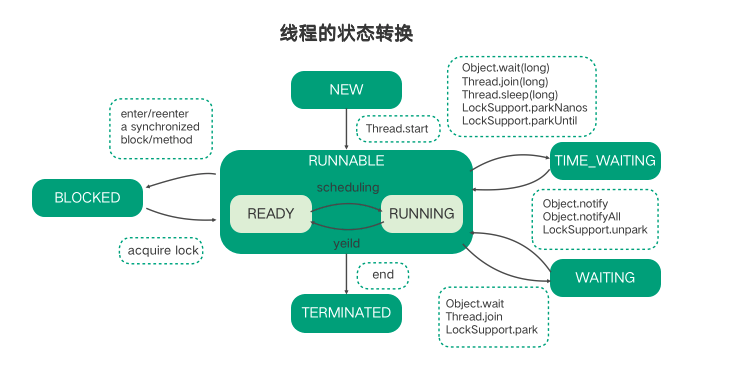 线程的状态转换
Object.wait(long)
Thread.join(long)
Thread.sleep(long)
LockSupport.parkNanos
LockSupport.parkUntil
NEW
enter/reenter
a synchronized
block/method
Thread.start
RUNNABLE
TIME_WAITING
scheduling
BLOCKED
READY
RUNNING
Object.notify
Object.notifyAll
LockSupport.unpark
yeild
acquire lock
end
WAITING
Object.wait
Thread.join
LockSupport.park
TERMINATED